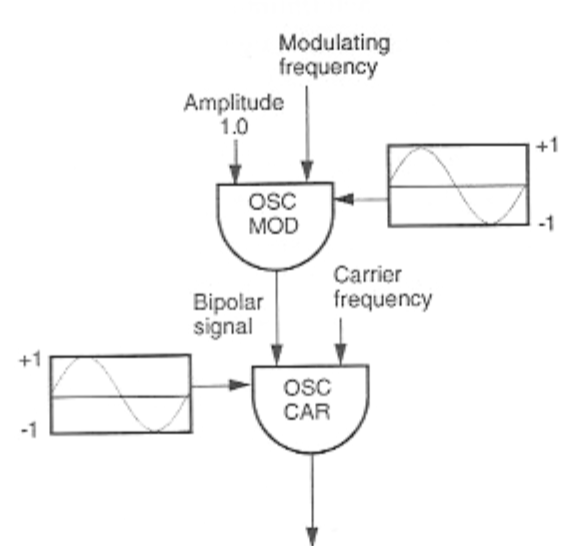 Modulating
frequency
Amplitude
1.0
+1
OSC
MOD
-1
Carrier
frequency
Bipolar
signal
+1
OSC
CAR
-1